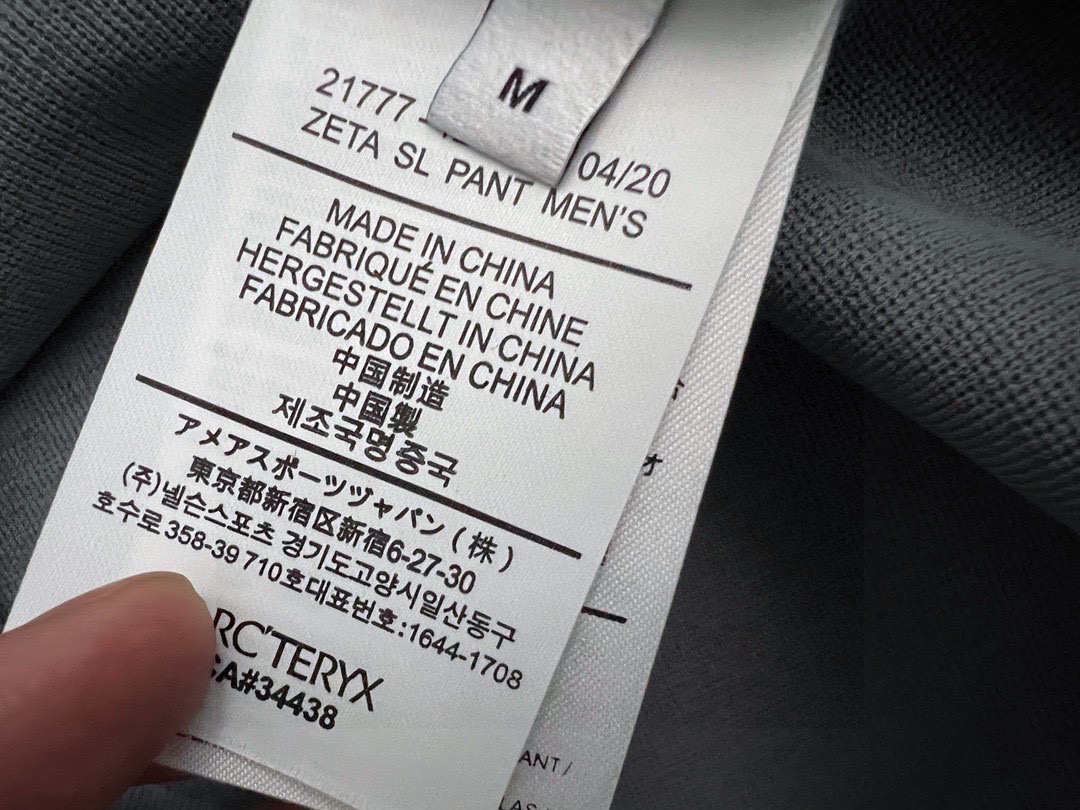 M
21777 04/20
ZETA SL PANT MEN'S
MADE IN CHINA
FABRIQUÉ EN CHINE
HERGESTELLT IN CHINA
FABRICADO EN CHINA
中国制造
中国製
제조국명중국
アメアスポーツヅャパン（株）
東京都新宿区新宿6-27-30
(주)넬슨스포츠 경기도고양시일산동구
호수로 358-39 710호대표번호:1644-1708
RC'TERYX
CA#34438
ANT/